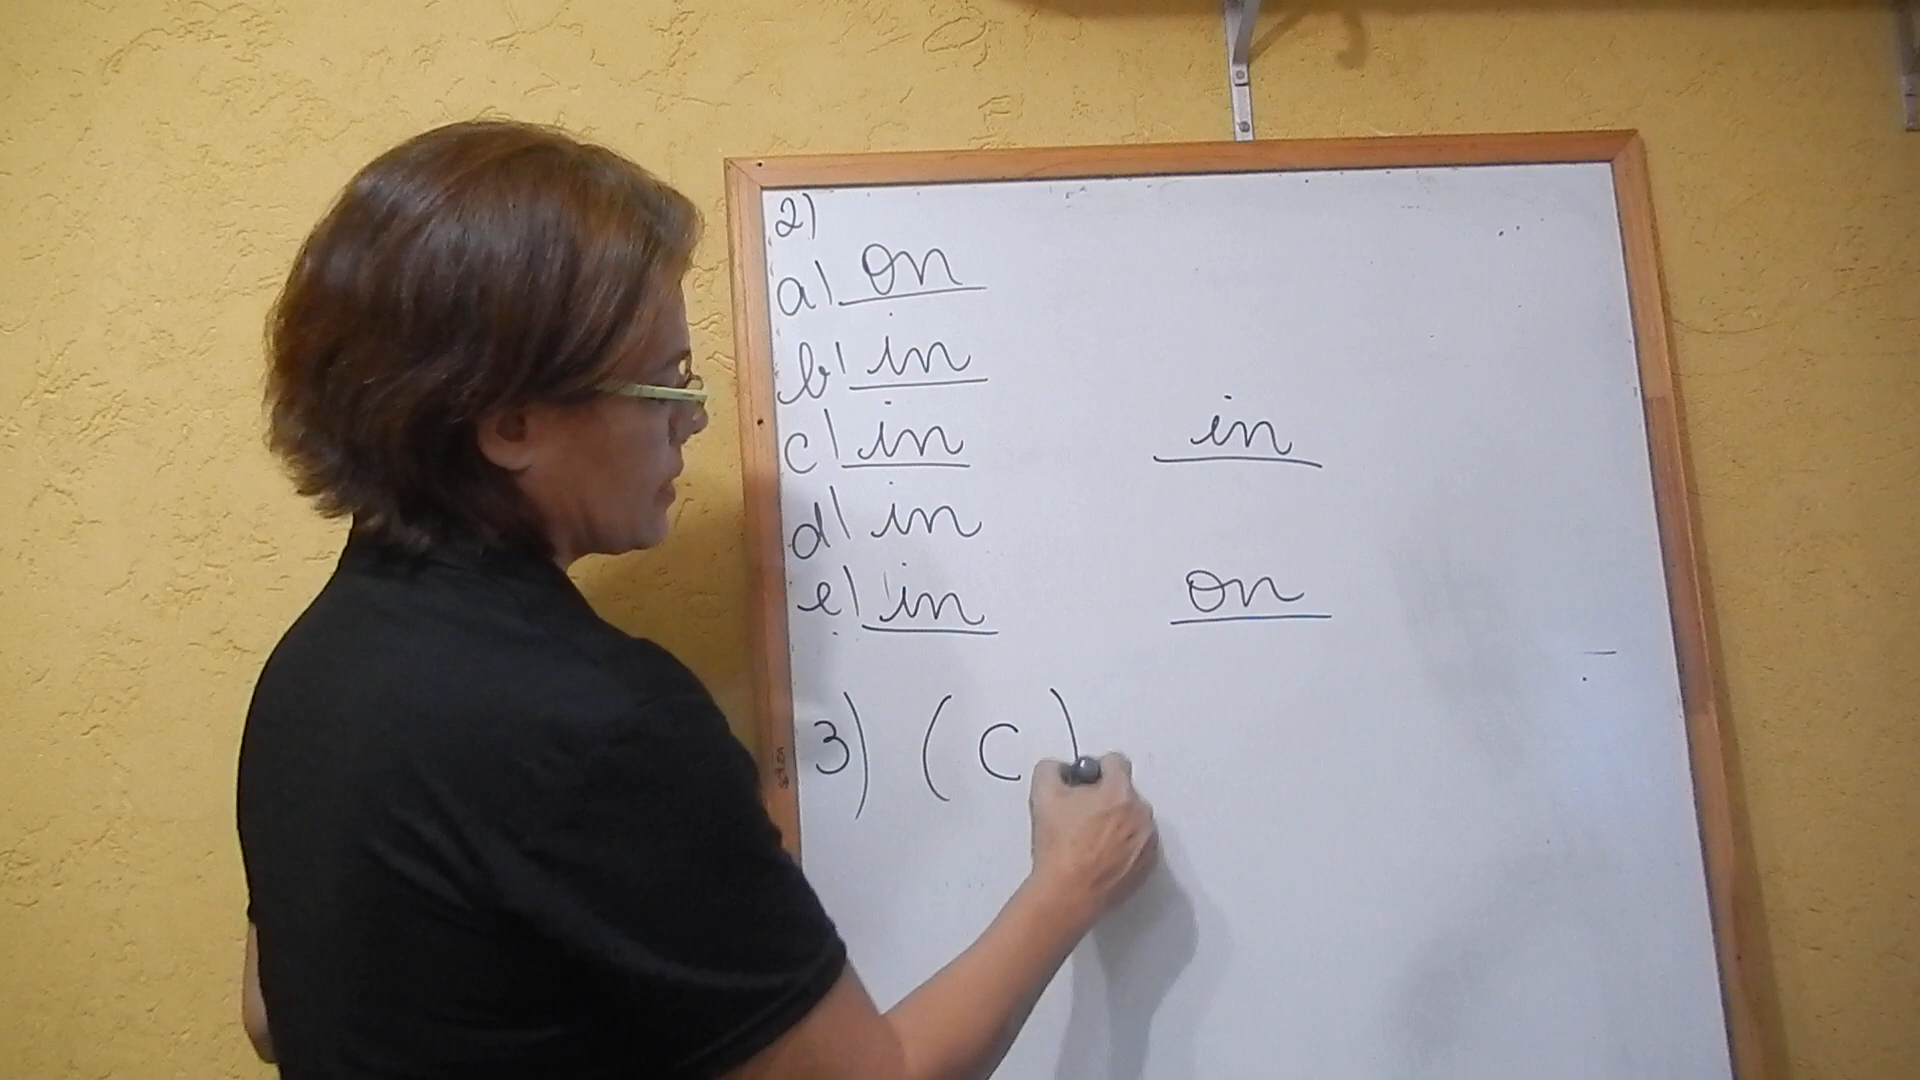 2)
a) on
b) in
c) in in
d) in
e) in on
3) ( C )